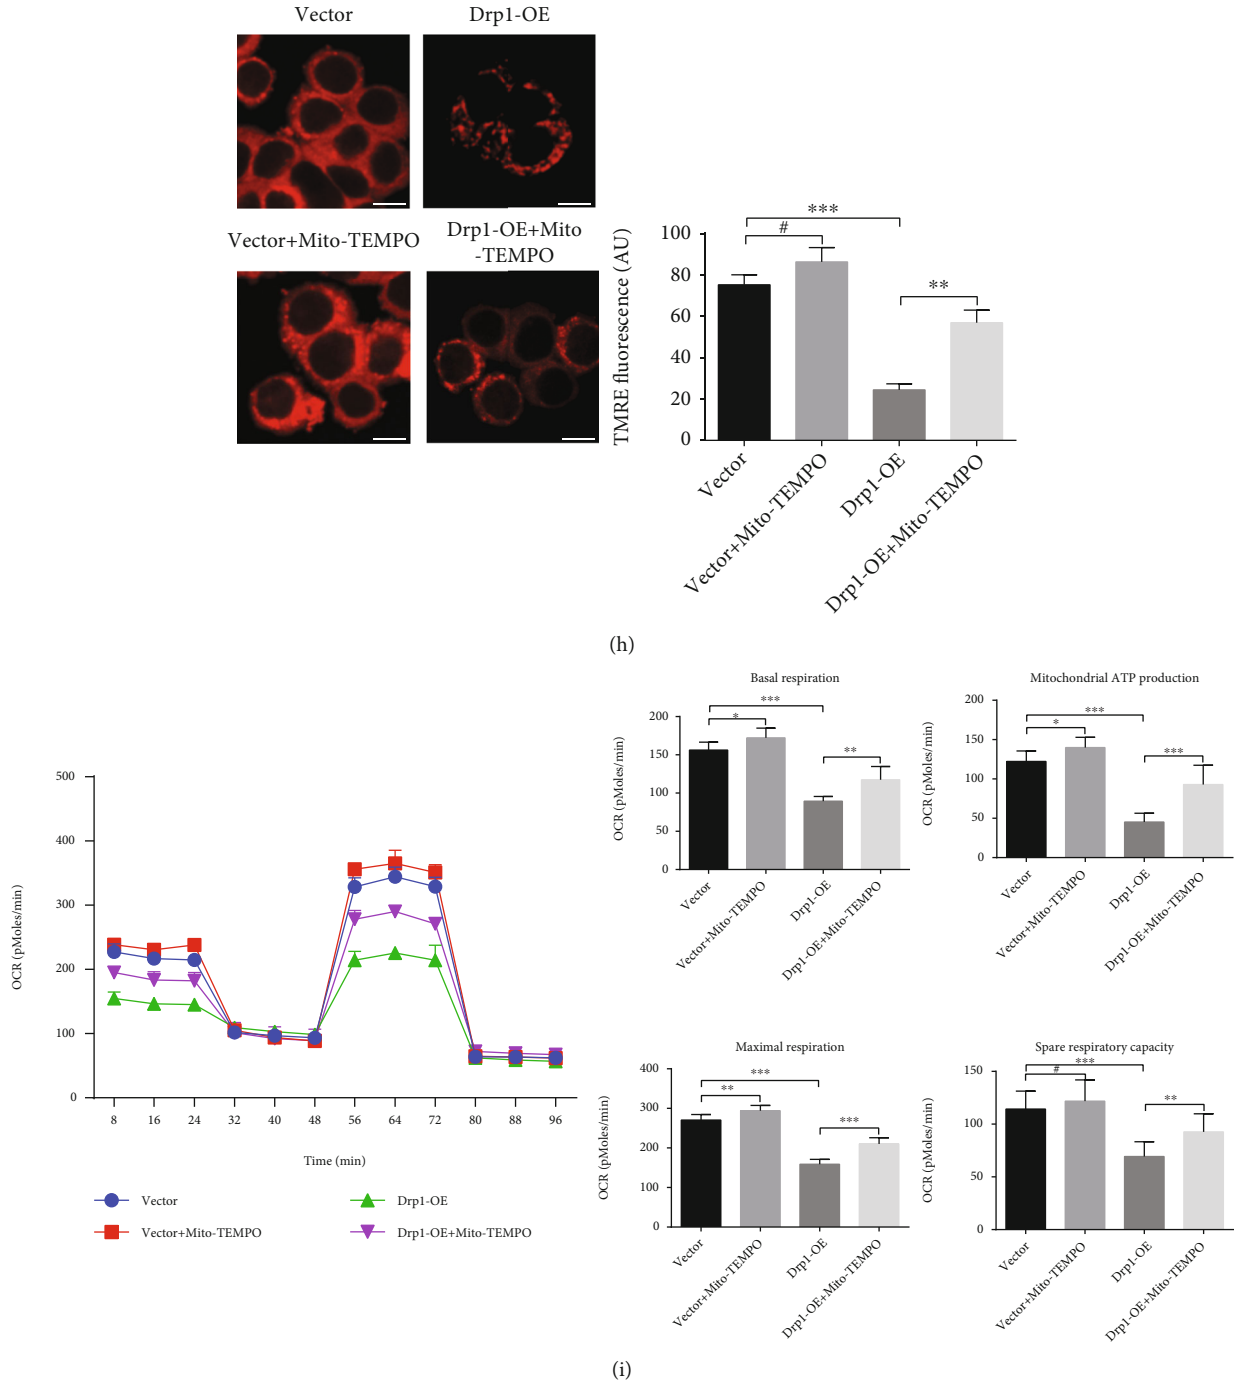 Vector
Drp1-OE
Vector+Mito-TEMPO
Drp1-OE+Mito
-TEMPO
TMRE fluorescence (AU)
100
80
60
40
20
0
***
#
**
Vector
Vector+Mito-TEMPO
Drp1-OE
Drp1-OE+Mito-TEMPO
(h)
OCR (pMoles/min)
500
400
300
200
100
0
8 16 24 32 40 48 56 64 72 80 88 96
Time (min)
Vector
Drp1-OE
Vector+Mito-TEMPO
Drp1-OE+Mito-TEMPO
Basal respiration
OCR (pMoles/min)
200
150
100
50
0
***
*
**
Vector
Vector+Mito-TEMPO
Drp1-OE
Drp1-OE+Mito-TEMPO
Mitochondrial ATP production
OCR (pMoles/min)
200
150
100
50
0
***
*
***
Vector
Vector+Mito-TEMPO
Drp1-OE
Drp1-OE+Mito-TEMPO
Maximal respiration
OCR (pMoles/min)
400
300
200
100
0
***
**
***
Vector
Vector+Mito-TEMPO
Drp1-OE
Drp1-OE+Mito-TEMPO
Spare respiratory capacity
OCR (pMoles/min)
150
100
50
0
***
#
**
Vector
Vector+Mito-TEMPO
Drp1-OE
Drp1-OE+Mito-TEMPO
(i)